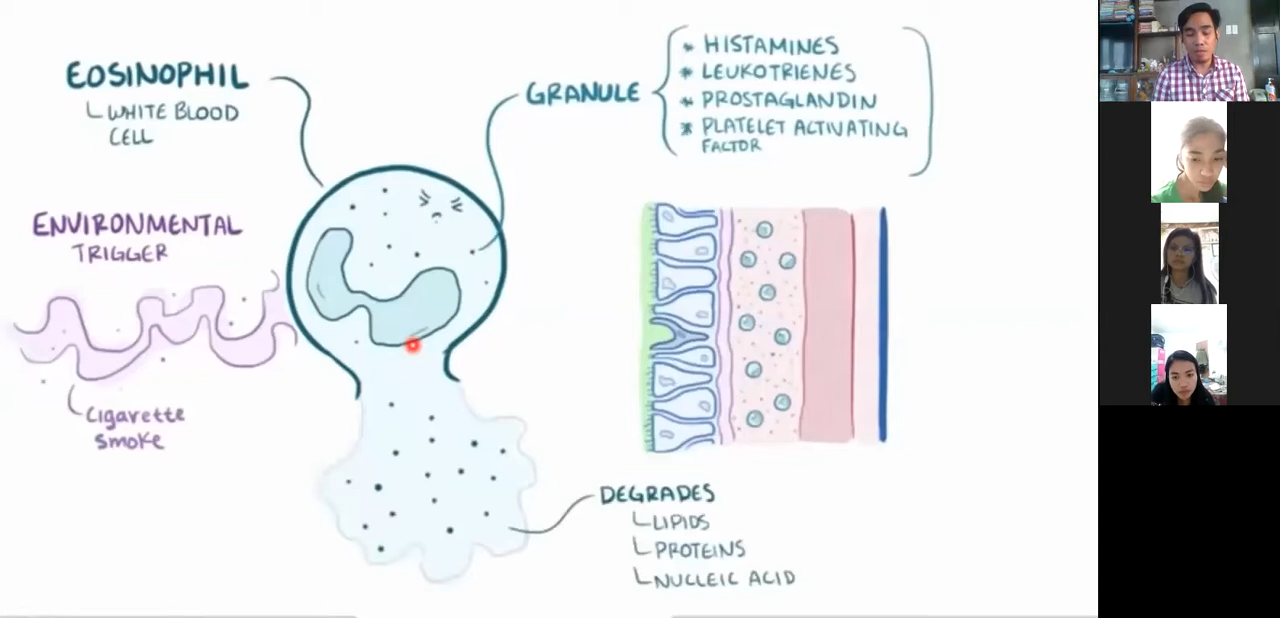 EOSINOPHIL
WHITE BLOOD
CELL
GRANULE
* HISTAMINES
* LEUKOTRIENES
* PROSTAGLANDIN
* PLATELET ACTIVATING
FACTOR
ENVIRONMENTAL
TRIGGER
Cigarette
Smoke
DEGRADES
LIPIDS
PROTEINS
NUCLEIC ACID